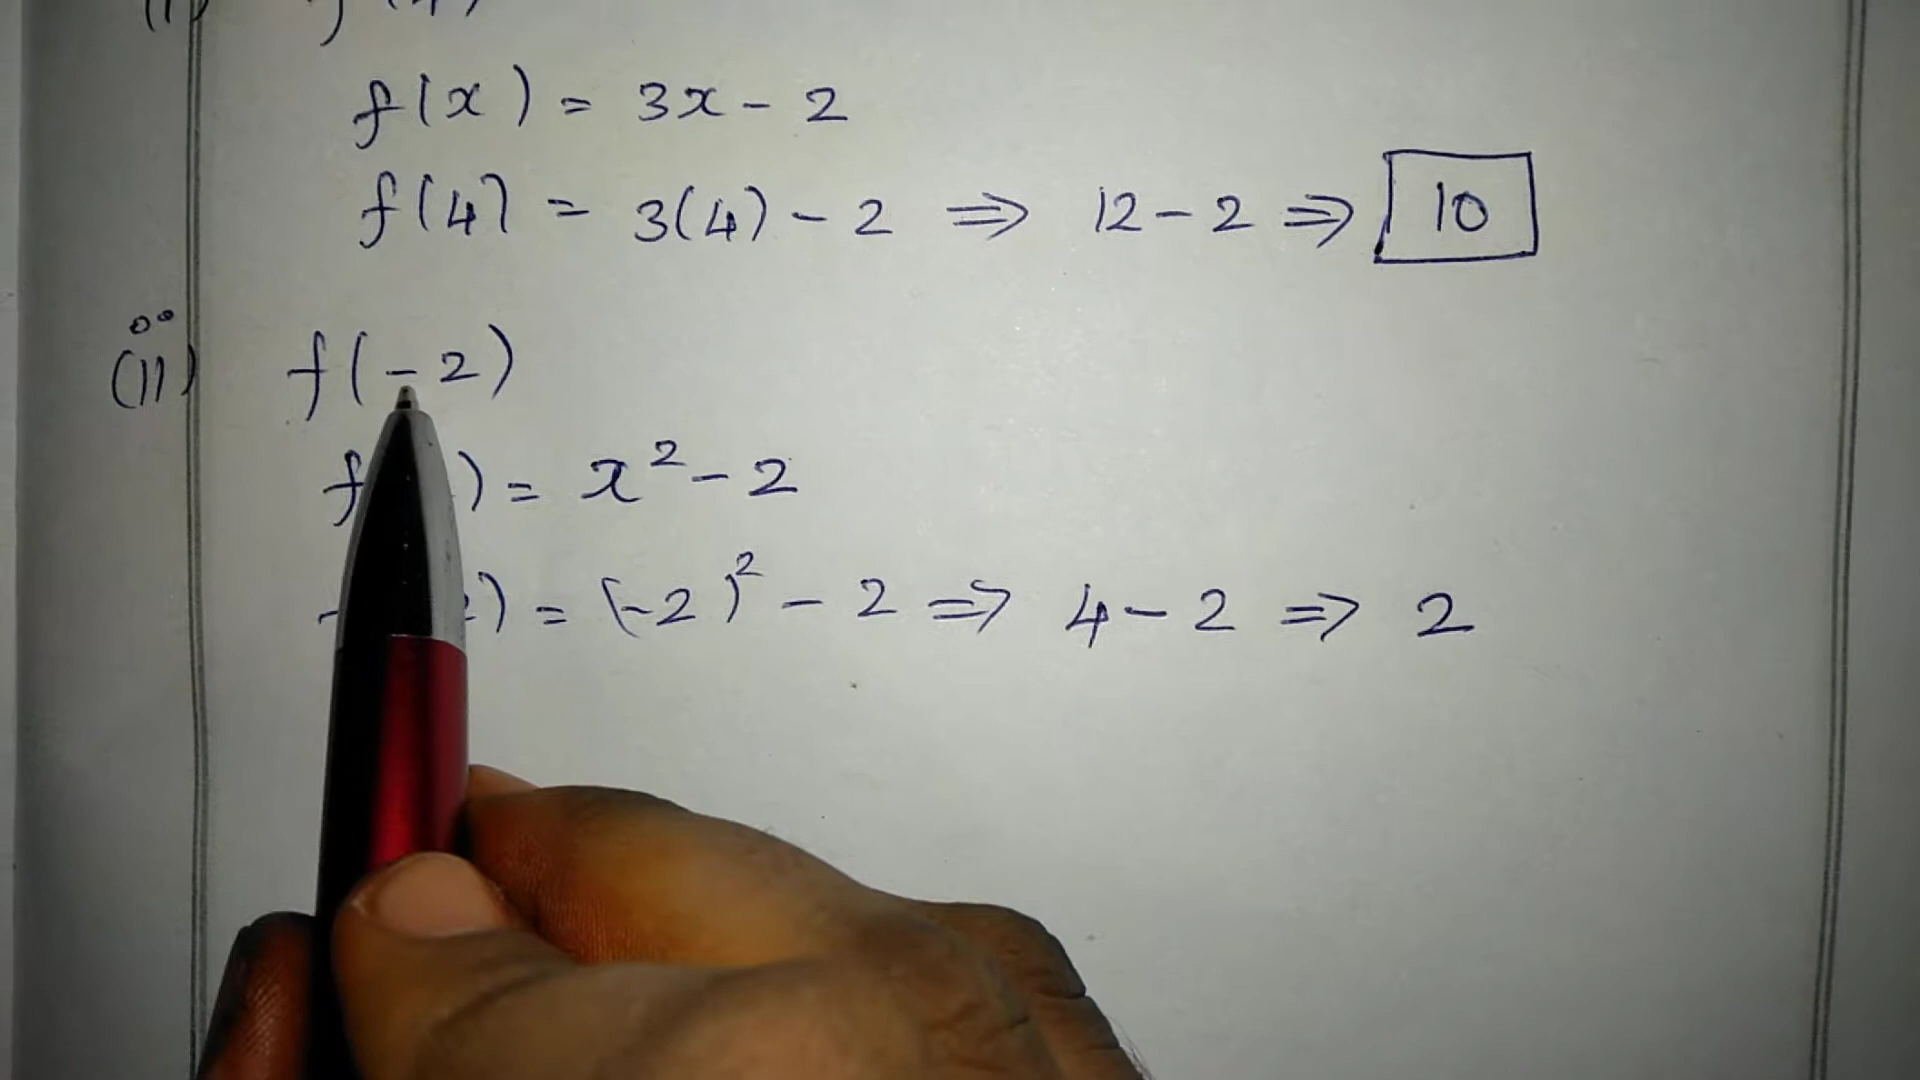 f(x) = 3x - 2
f(4) = 3(4) - 2 ⇒ 12 - 2 ⇒ 10
(ii) f(-2)
f ) = x² - 2
) = (-2)² - 2 ⇒ 4 - 2 ⇒ 2